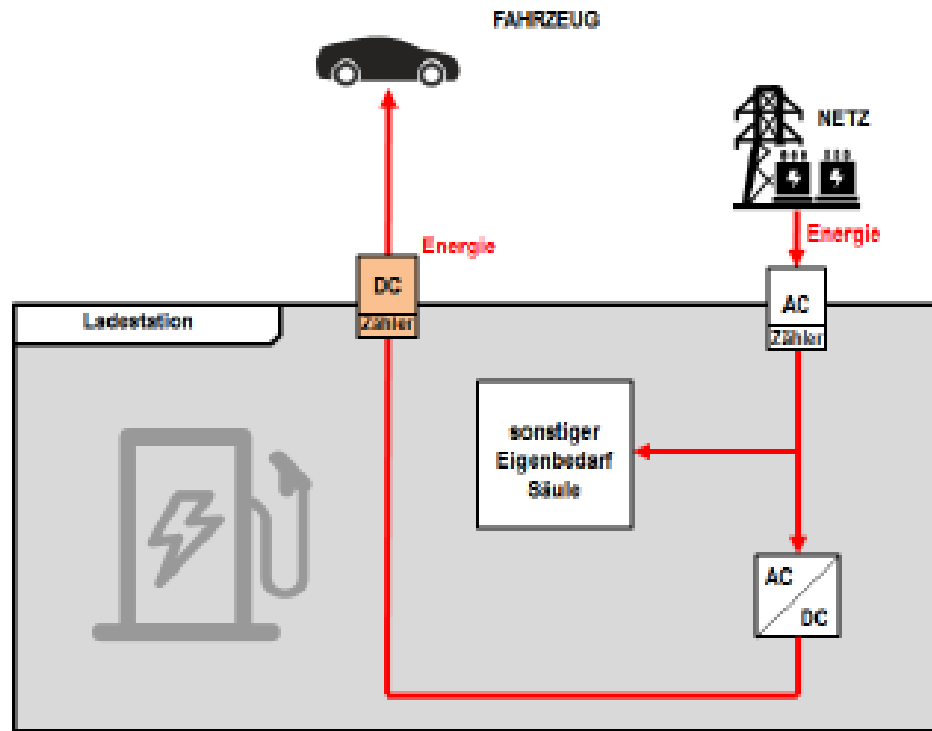 FAHRZEUG
NETZ
Energie
Energie
DC
Zähler
AC
Zähler
Ladestation
sonstiger
Eigenbedarf
Säule
AC
DC